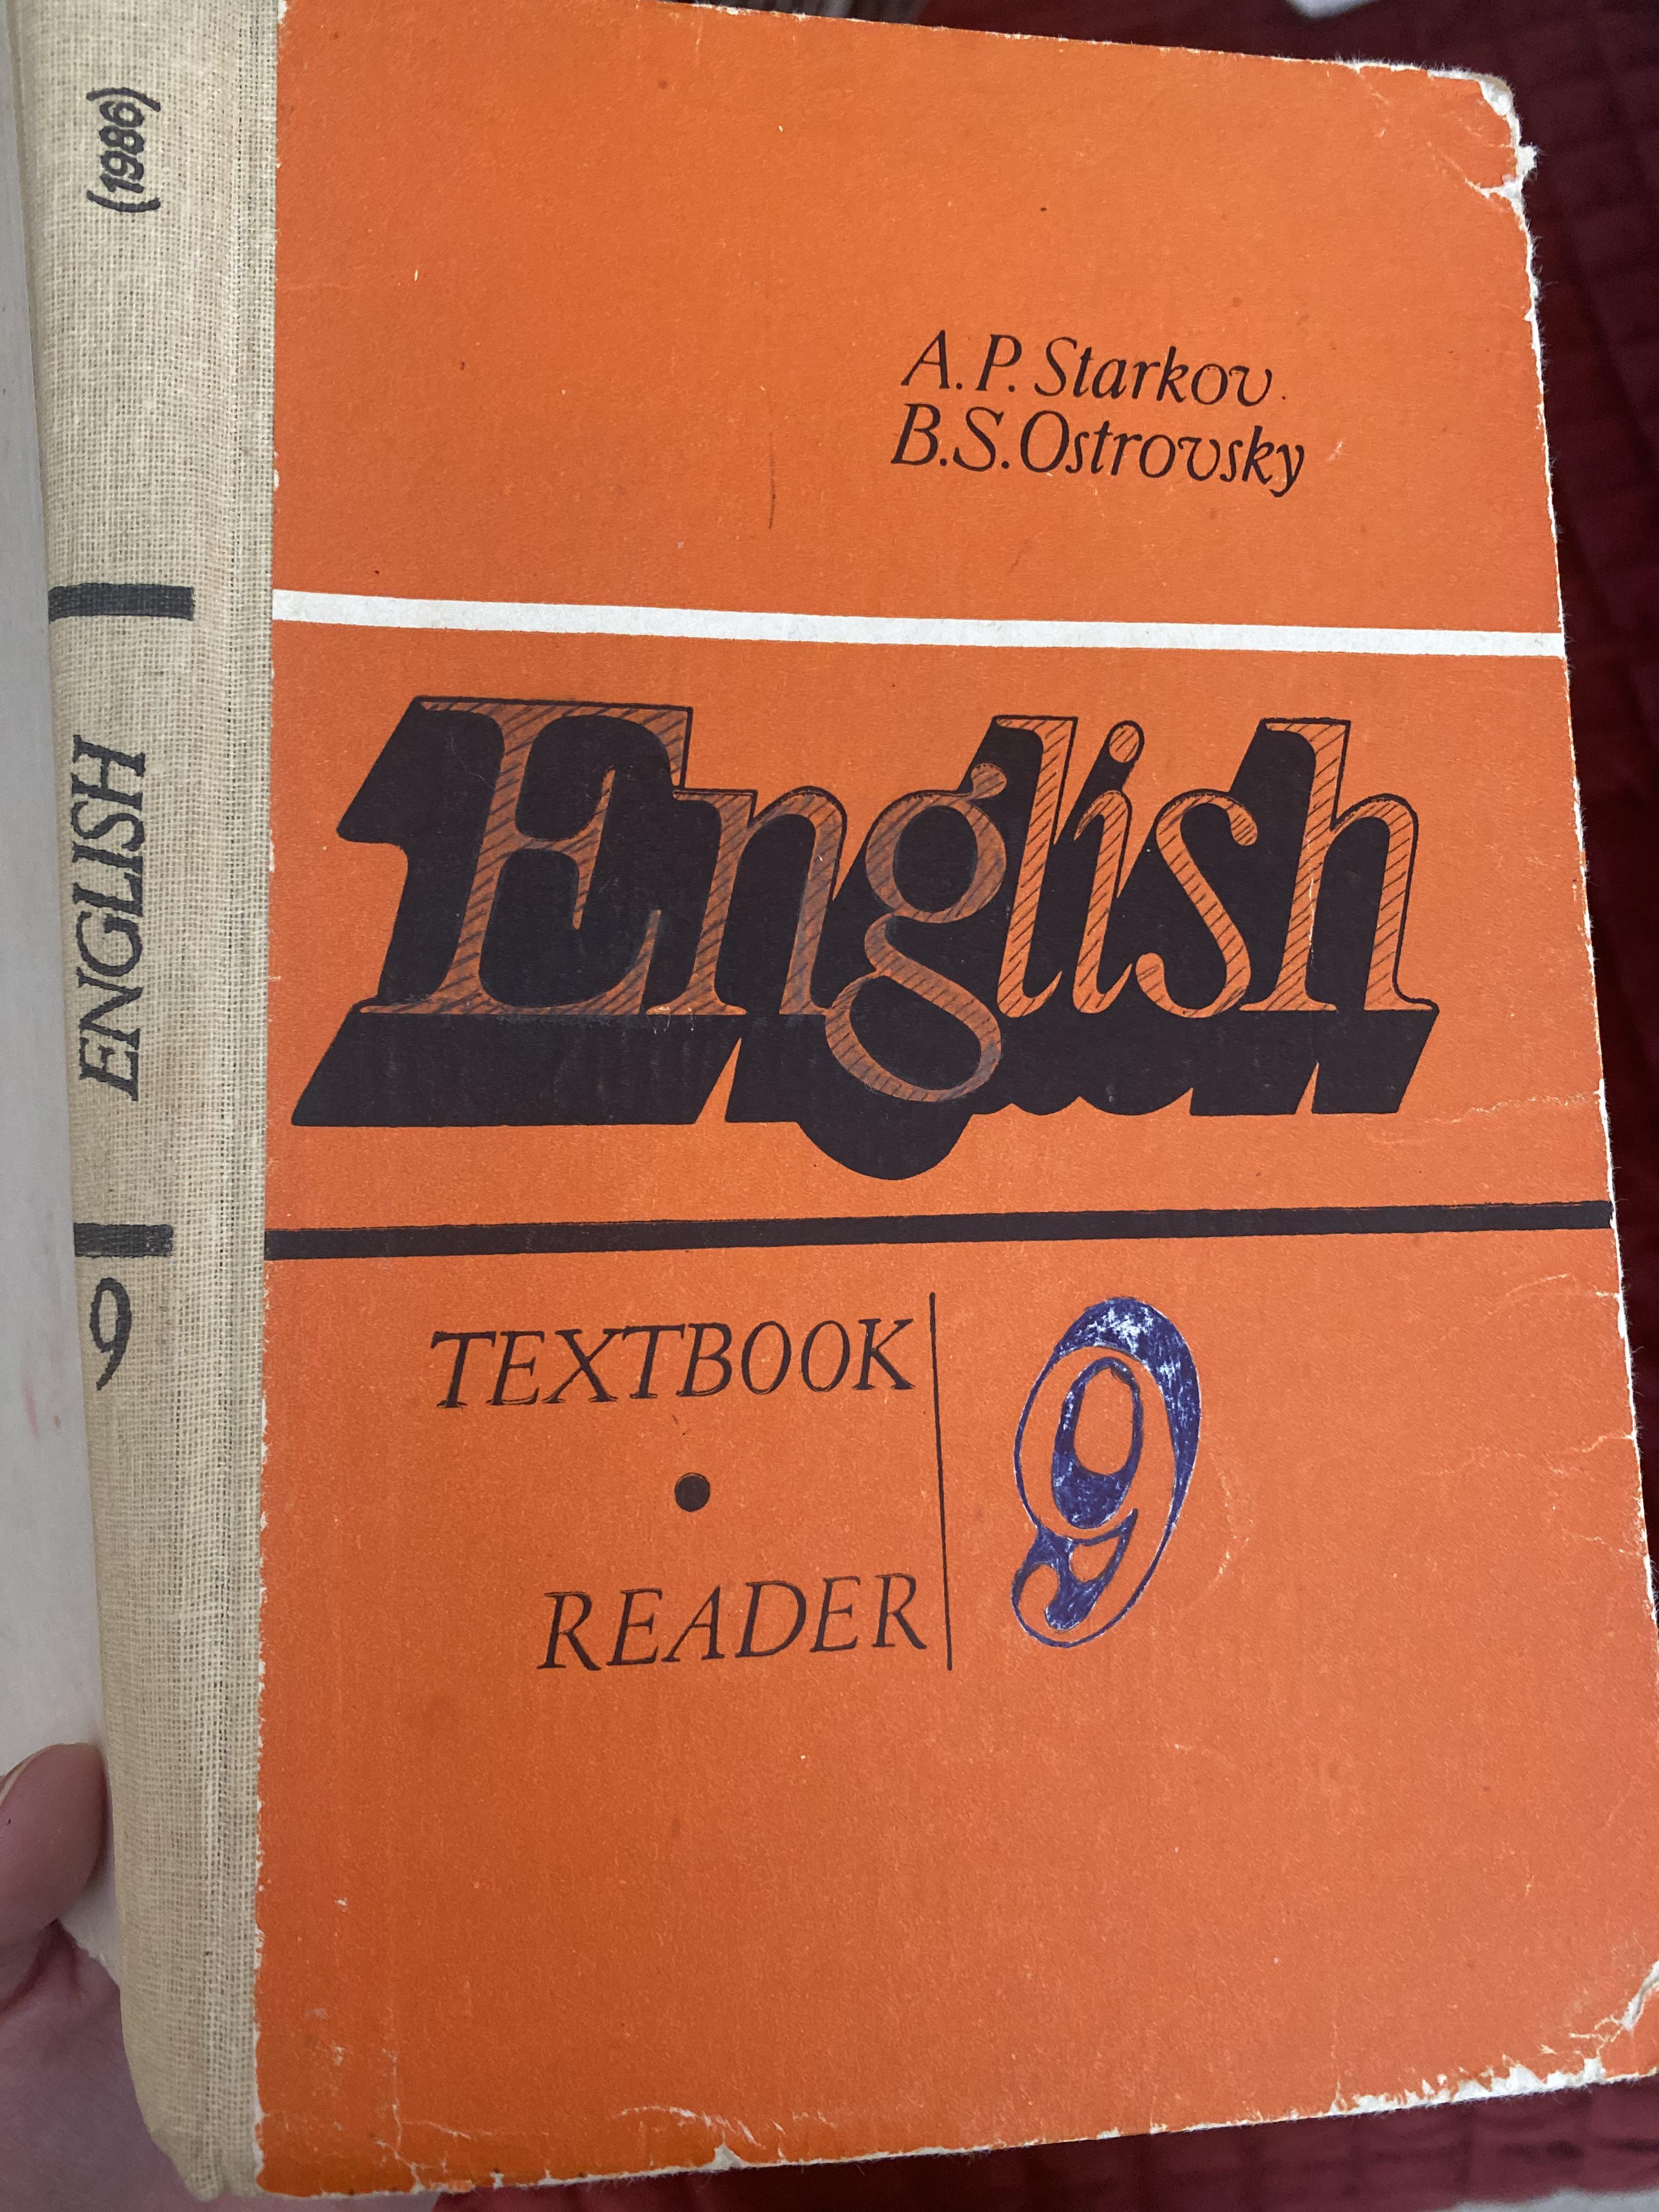 (1986)
ENGLISH
9
A.P. Starkov
B.S. Ostrovsky
English
TEXTBOOK
•
READER
9